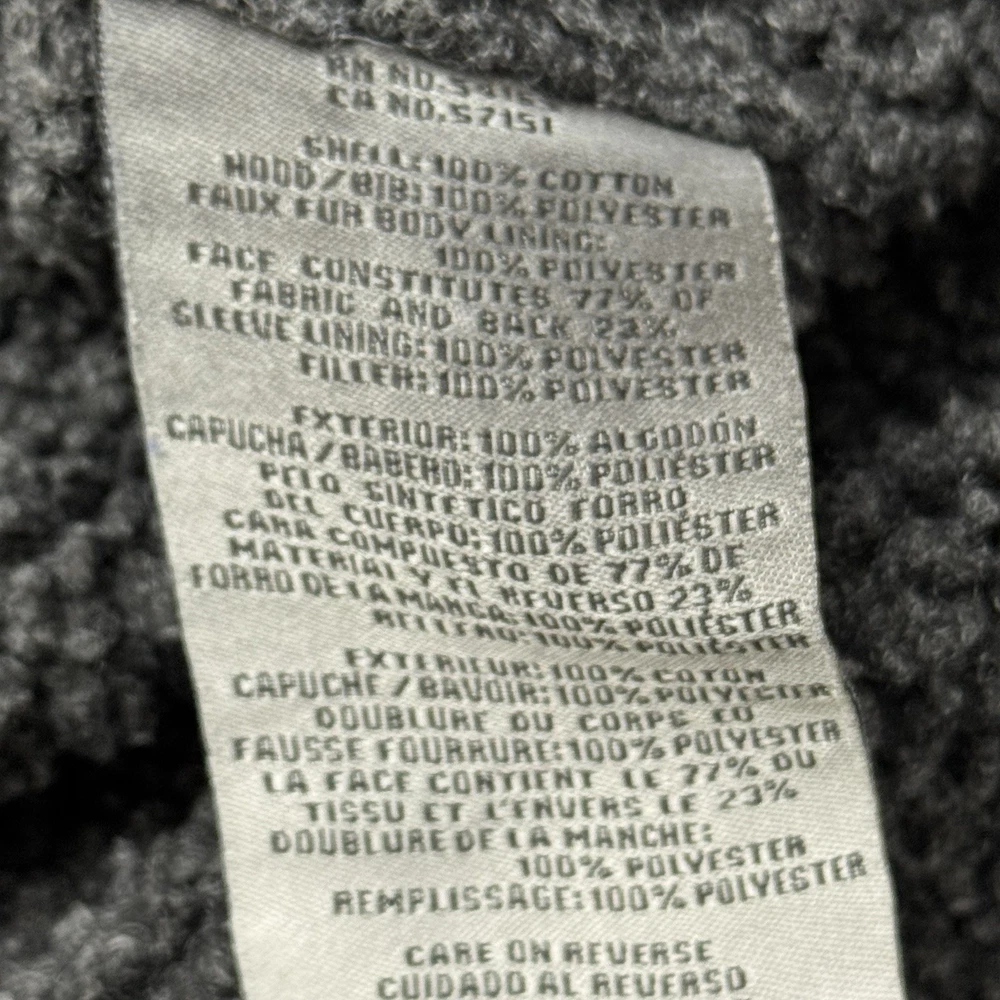 RN NO.
CA NO.57151
SHELL:100% COTTON
HOOD/BIB:100% POLYESTER
FAUX FUR BODY LINING:
100% POLYESTER
FACE CONSTITUTES 77% OF
FABRIC AND BACK 23%
SLEEVE LINING:100% POLYESTER
FILLER:100% POLYESTER
EXTERIOR:100% ALGODÓN
CAPUCHA/BABERO:100% POLIÉSTER
PELO SINTETICO FORRO
DEL CUERPO:100% POLIÉSTER
CARA COMPUESTO DE 77% DE
MATERIAL Y EL REVERSO 23%
FORRO DE LA MANGA:100% POLIÉSTER
RELLENO:100% POLIÉSTER
EXTERIEUR:100% COTON
CAPUCHE/BAVOIR:100% POLYESTER
DOUBLURE DU CORPS EO
FAUSSE FOURRURE:100% POLYESTER
LA FACE CONTIENT LE 77% DU
TISSU ET L'ENVERS LE 23%
DOUBLURE DE LA MANCHE:
100% POLYESTER
REMPLISSAGE:100% POLYESTER
CARE ON REVERSE
CUIDADO AL REVERSO